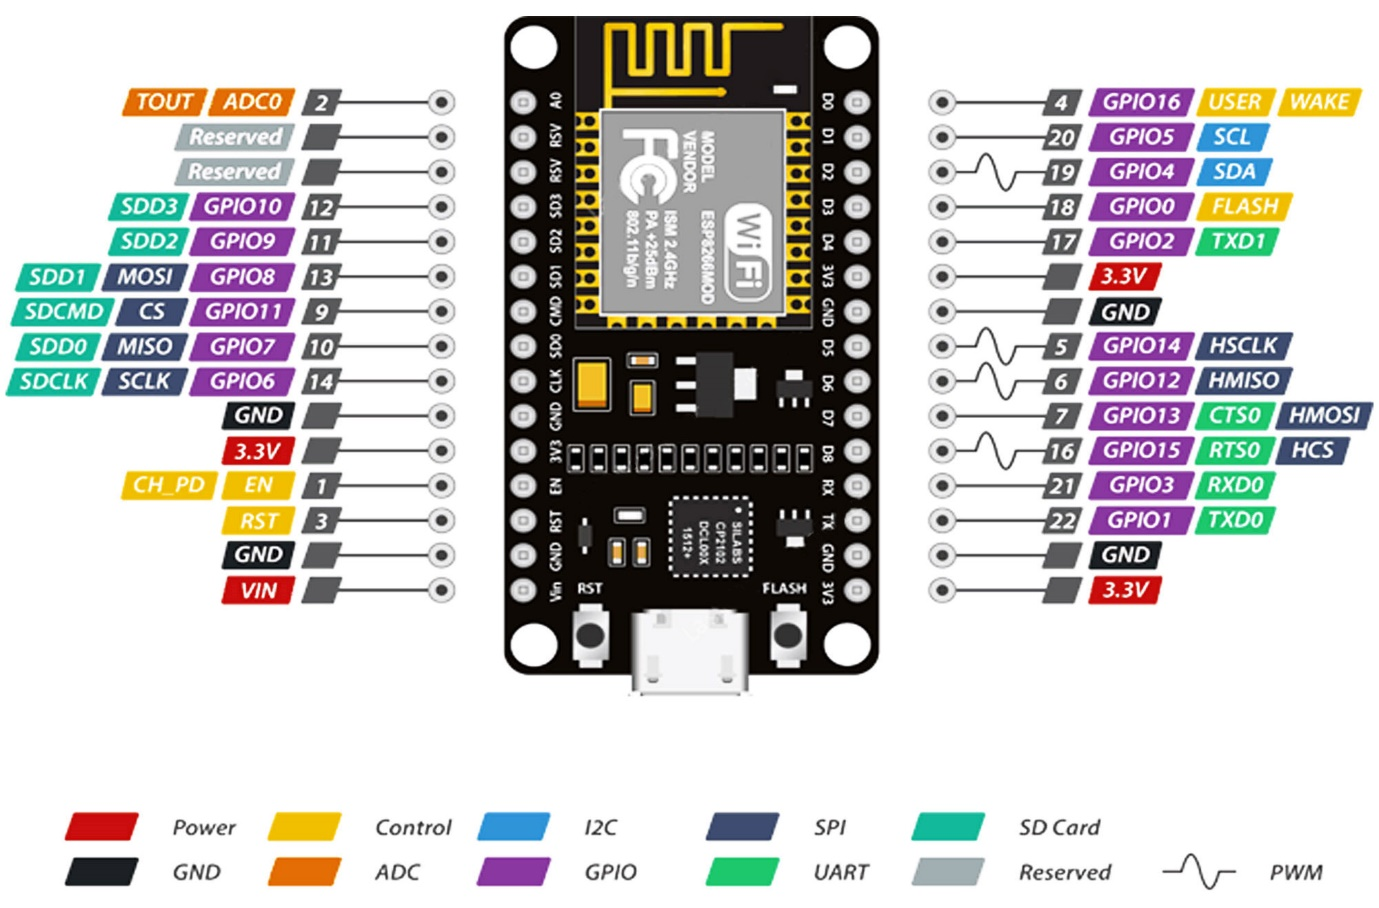 TOUT ADC0 2
Reserved
Reserved
SDD3 GPIO10 12
SDD2 GPIO9 11
SDD1 MOSI GPIO8 13
SDCMD CS GPIO11 9
SDD0 MISO GPIO7 10
SDCLK SCLK GPIO6 14
GND
3.3V
CH_PD EN 1
RST 3
GND
VIN
A0
RSV
RSV
SD3
SD2
SD1
CMD
SD0
CLK
GND
3V3
EN
RST
GND
Vin
MODEL
VENDOR
ESP8266MOD
FC
ISM 2.4GHz
PA +25dBm
802.11b/g/n
WiFi
SILABS
CP2102
DCL00X
1512+
RST
FLASH
D0
D1
D2
D3
D4
3V3
GND
D5
D6
D7
D8
RX
TX
GND
3V3
4 GPIO16 USER WAKE
20 GPIO5 SCL
19 GPIO4 SDA
18 GPIO0 FLASH
17 GPIO2 TXD1
3.3V
GND
5 GPIO14 HSCLK
6 GPIO12 HMISO
7 GPIO13 CTS0 HMOSI
16 GPIO15 RTS0 HCS
21 GPIO3 RXD0
22 GPIO1 TXD0
GND
3.3V
Power Control I2C SPI SD Card
GND ADC GPIO UART Reserved PWM